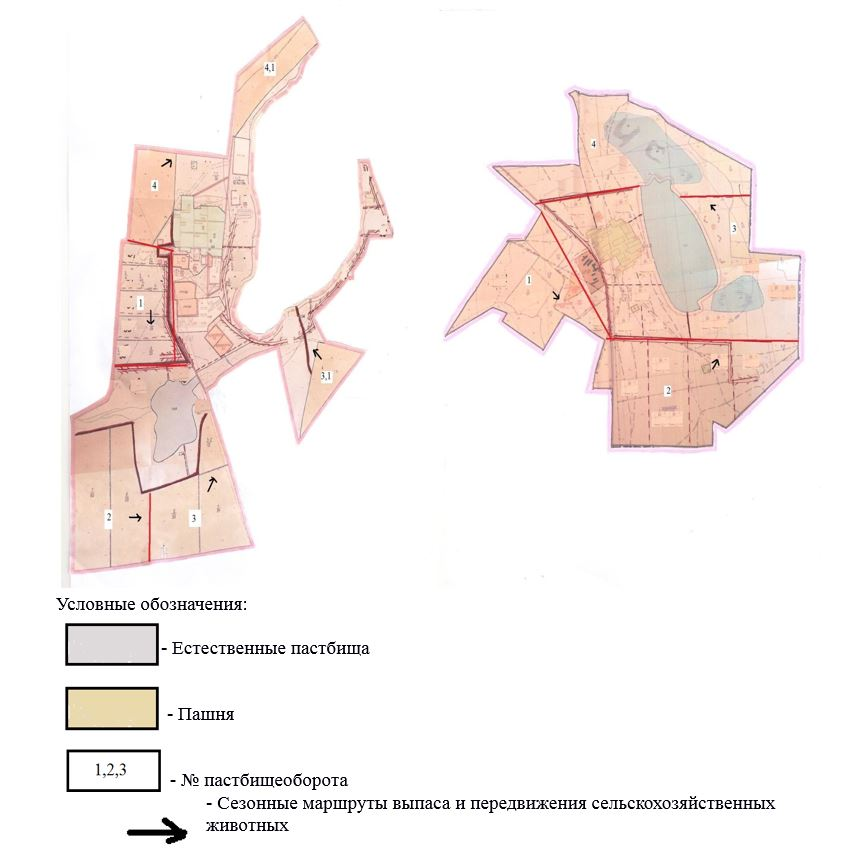 4,1
4
1
3,1
2
3
4
3
1
2
Условные обозначения:
- Естественные пастбища
- Пашня
1,2,3
- № пастбищеоборота
- Сезонные маршруты выпаса и передвижения сельскохозяйственных
животных